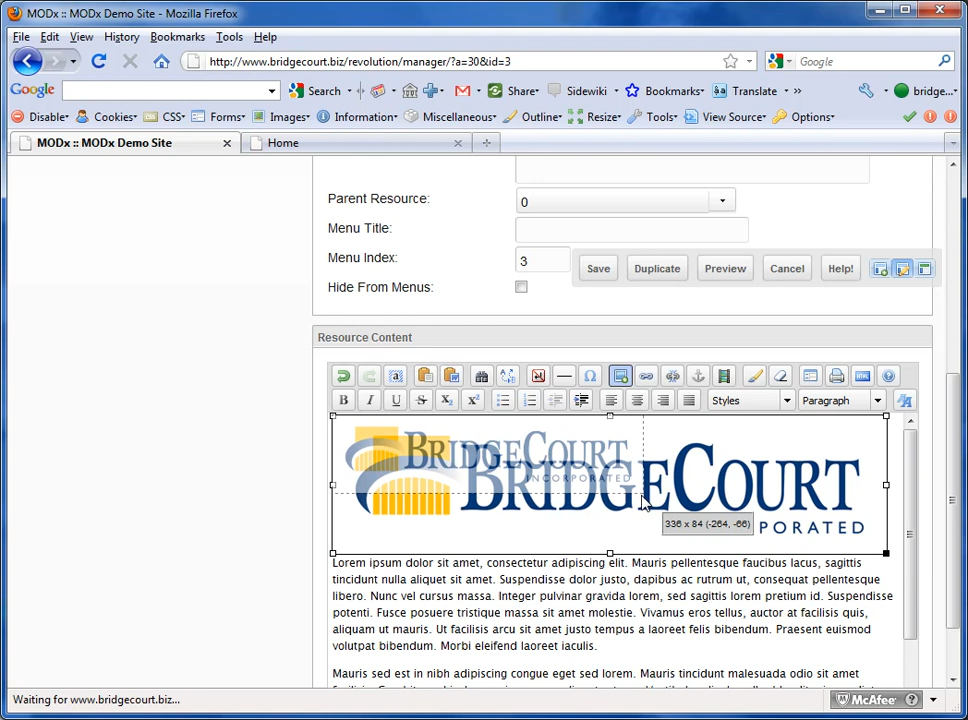 MODx :: MODx Demo Site - Mozilla Firefox
File Edit View History Bookmarks Tools Help
http://www.bridgecourt.biz/revolution/manager/?a=30&id=3
Google
Google Search Share Sidewiki Bookmarks Translate » bridge...
Disable Cookies CSS Forms Images Information Miscellaneous Outline Resize Tools View Source Options
MODx :: MODx Demo Site Home
Parent Resource: 0
Menu Title:
Menu Index: 3
Save Duplicate Preview Cancel Help!
Hide From Menus:
Resource Content
B I U S X2 X2 Styles Paragraph
BRIDGECOURT
INCORPORATED
BRIDGECOURT
336 x 84 (-264, -66)
PORATED
Lorem ipsum dolor sit amet, consectetur adipiscing elit. Mauris pellentesque faucibus lacus, sagittis
tincidunt nulla aliquet sit amet. Suspendisse dolor justo, dapibus ac rutrum ut, consequat pellentesque
libero. Nunc vel cursus massa. Integer pulvinar gravida lorem, sed sagittis lorem pretium id. Suspendisse
potenti. Fusce posuere tristique massa sit amet molestie. Vivamus eros tellus, auctor at facilisis quis,
aliquam ut mauris. Ut facilisis arcu sit amet justo tempus a laoreet felis bibendum. Praesent euismod
volutpat bibendum. Morbi eleifend laoreet iaculis.
Mauris sed est in nibh adipiscing congue eget sed lorem. Mauris tincidunt malesuada odio sit amet
Waiting for www.bridgecourt.biz...
McAfee